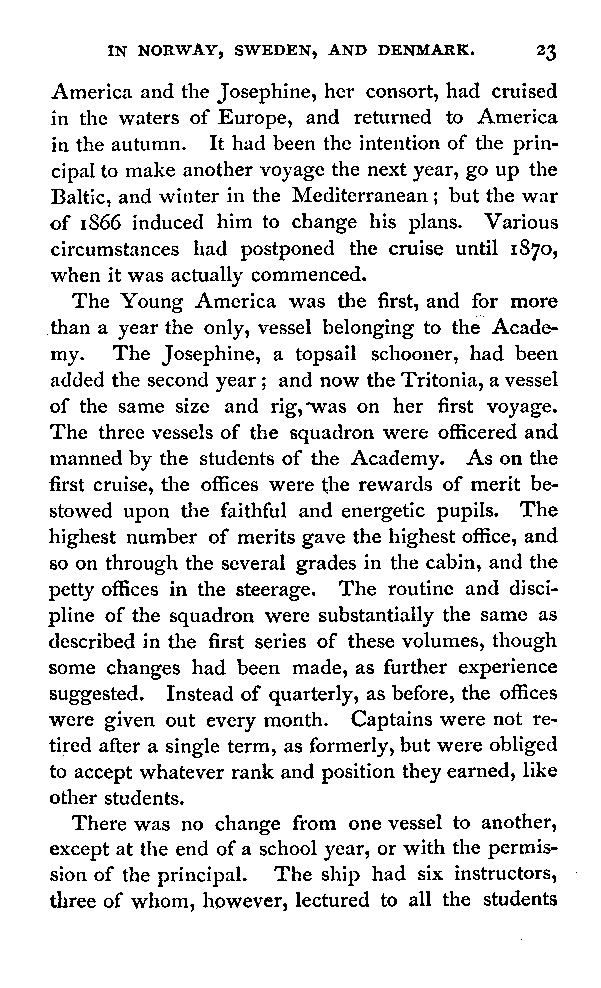 IN NORWAY, SWEDEN, AND DENMARK. 23
America and the Josephine, her consort, had cruised
in the waters of Europe, and returned to America
in the autumn. It had been the intention of the prin-
cipal to make another voyage the next year, go up the
Baltic, and winter in the Mediterranean; but the war
of 1866 induced him to change his plans. Various
circumstances had postponed the cruise until 1870,
when it was actually commenced.
The Young America was the first, and for more
than a year the only, vessel belonging to the Acade-
my. The Josephine, a topsail schooner, had been
added the second year; and now the Tritonia, a vessel
of the same size and rig, was on her first voyage.
The three vessels of the squadron were officered and
manned by the students of the Academy. As on the
first cruise, the offices were the rewards of merit be-
stowed upon the faithful and energetic pupils. The
highest number of merits gave the highest office, and
so on through the several grades in the cabin, and the
petty offices in the steerage. The routine and disci-
pline of the squadron were substantially the same as
described in the first series of these volumes, though
some changes had been made, as further experience
suggested. Instead of quarterly, as before, the offices
were given out every month. Captains were not re-
tired after a single term, as formerly, but were obliged
to accept whatever rank and position they earned, like
other students.
There was no change from one vessel to another,
except at the end of a school year, or with the permis-
sion of the principal. The ship had six instructors,
three of whom, however, lectured to all the students